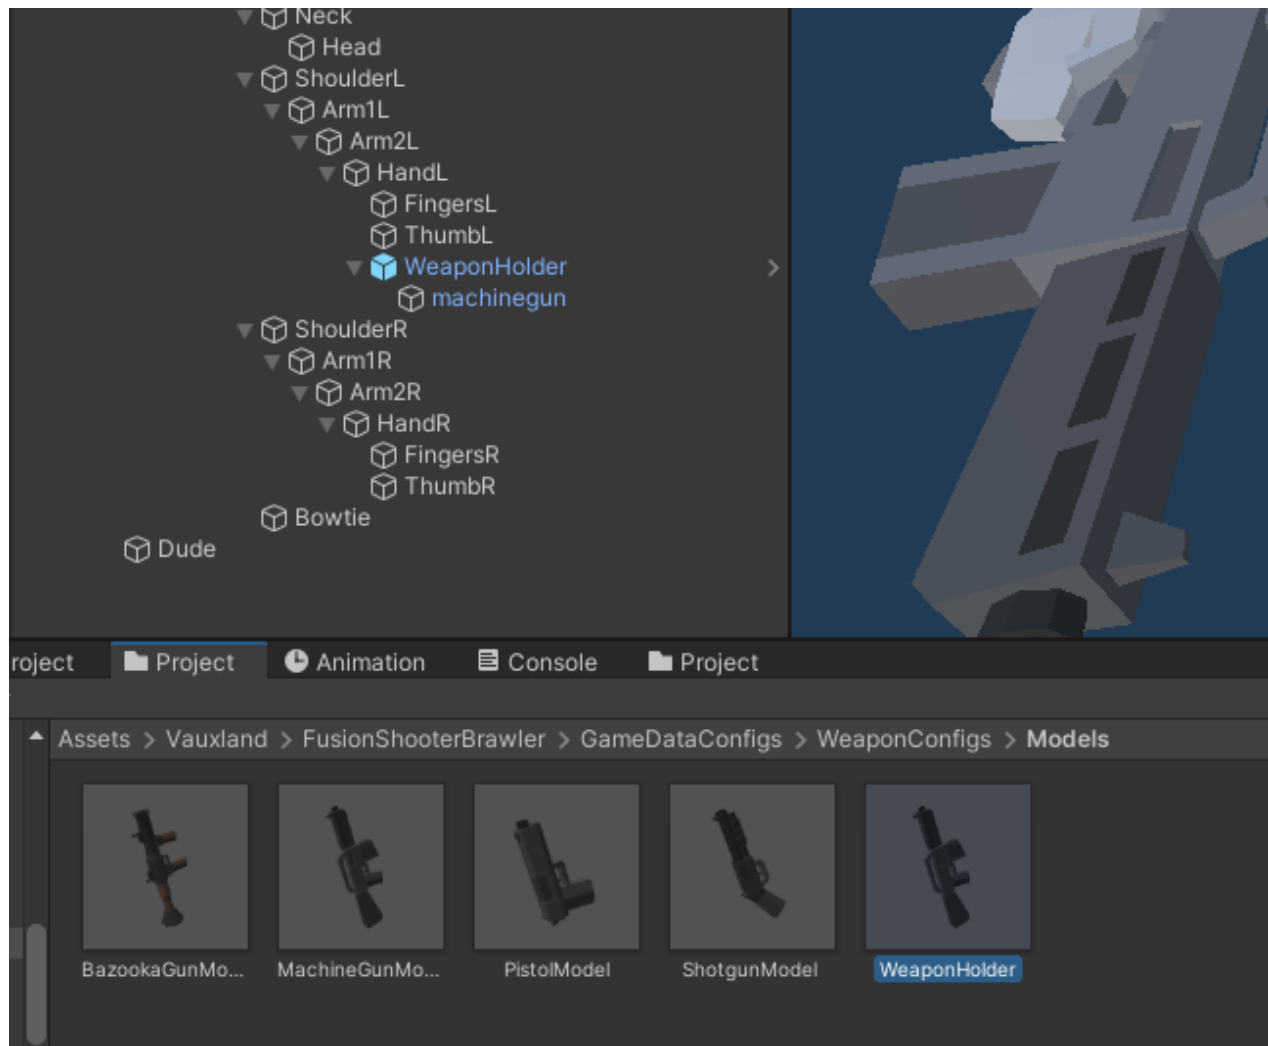 Neck
Head
ShoulderL
Arm1L
Arm2L
HandL
FingersL
ThumbL
WeaponHolder
machinegun
ShoulderR
Arm1R
Arm2R
HandR
FingersR
ThumbR
Bowtie
Dude
roject Project Animation Console Project
Assets > Vauxland > FusionShooterBrawler > GameDataConfigs > WeaponConfigs > Models
BazookaGunMo... MachineGunMo... PistolModel ShotgunModel WeaponHolder